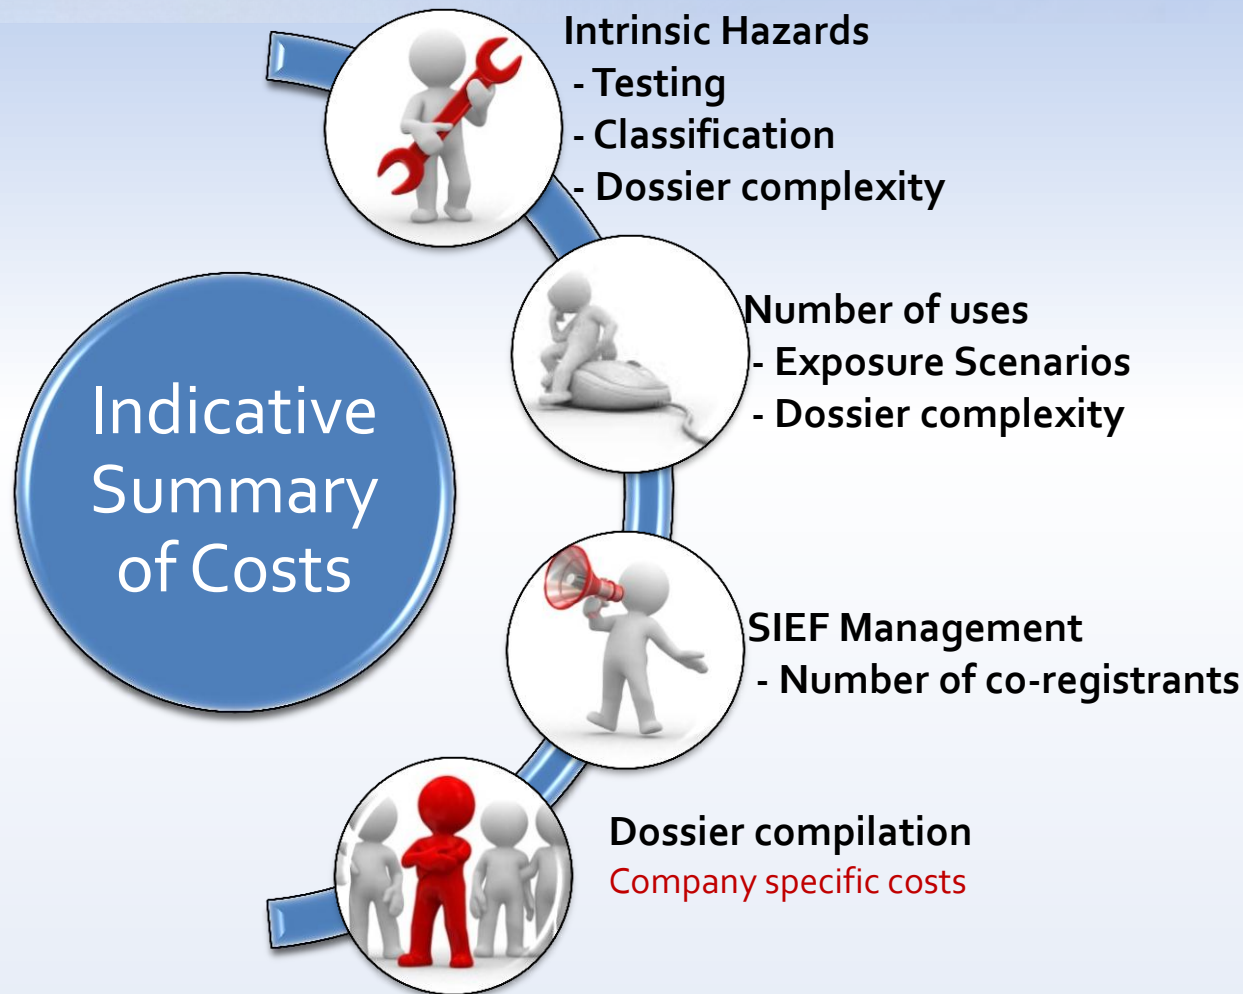 Indicative
Summary
of Costs
Intrinsic Hazards
- Testing
- Classification
- Dossier complexity
Number of uses
- Exposure Scenarios
- Dossier complexity
SIEF Management
- Number of co-registrants
Dossier compilation
Company specific costs